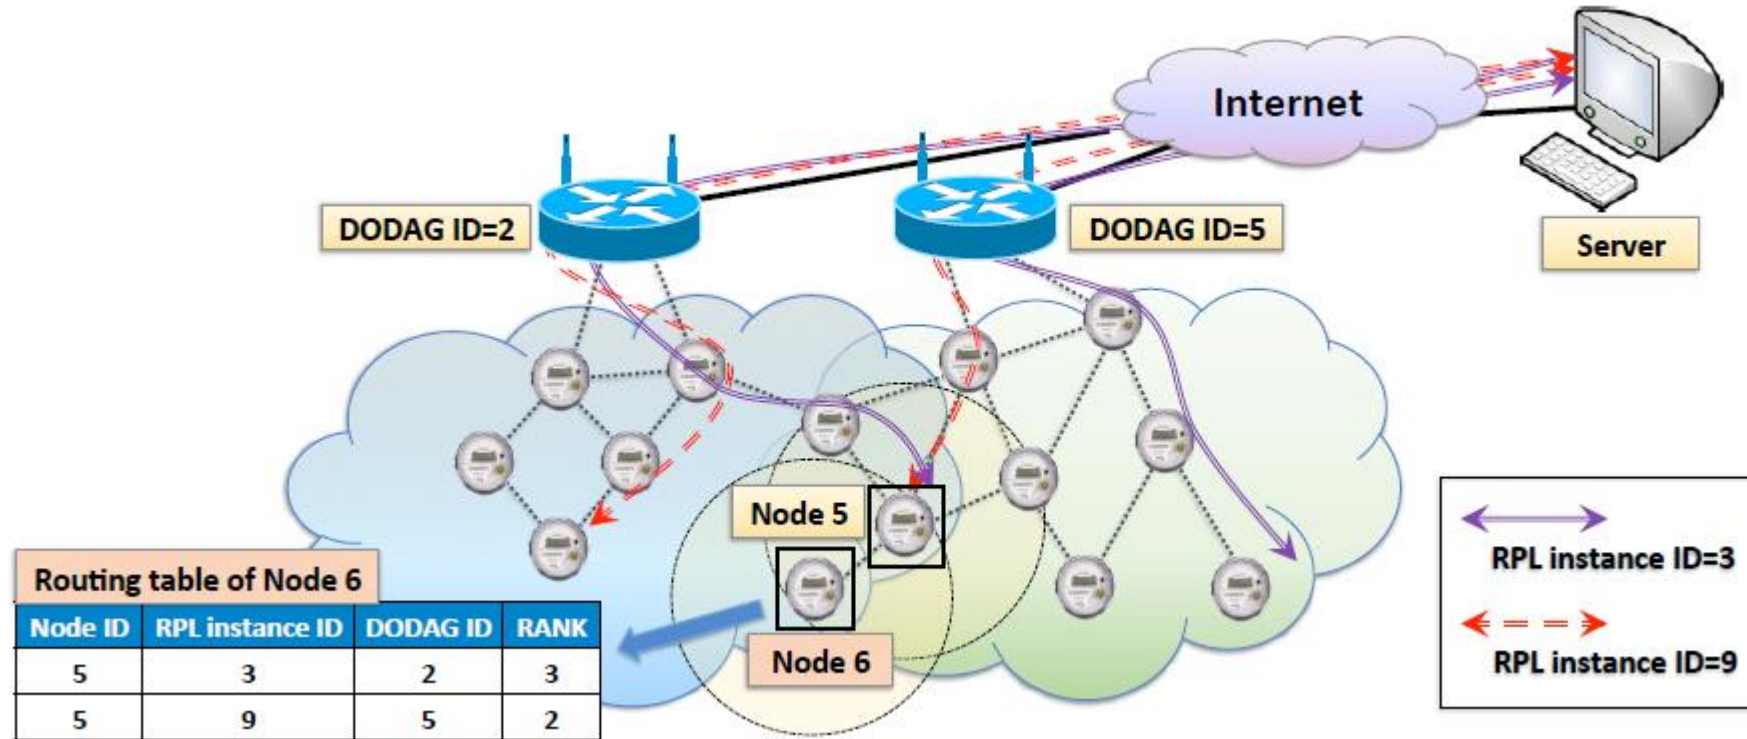 Internet
DODAG ID=2
DODAG ID=5
Server
Node 5
Node 6
Routing table of Node 6
Node ID RPL instance ID DODAG ID RANK
5 3 2 3
5 9 5 2
RPL instance ID=3
RPL instance ID=9